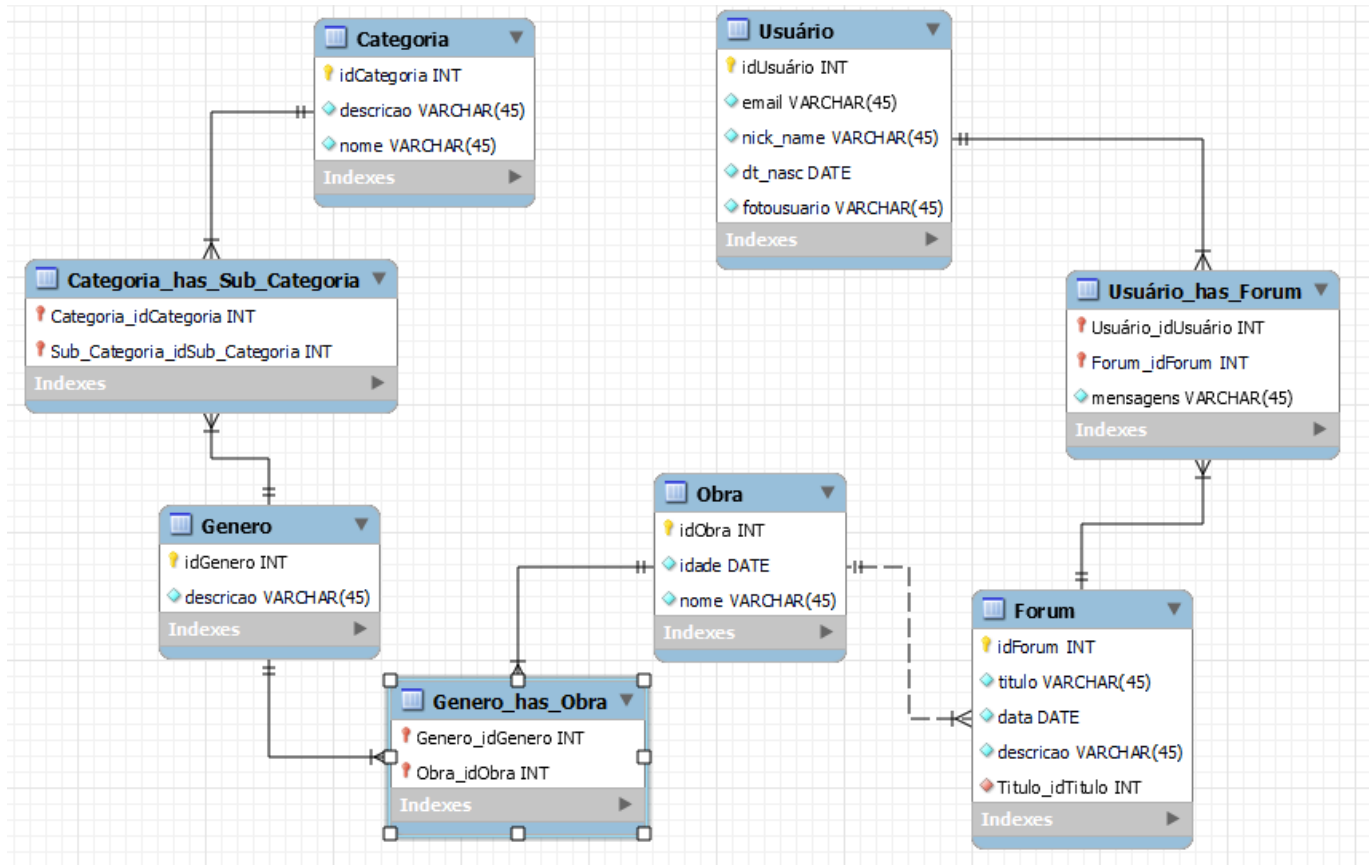 Categoria
idCategoria INT
descricao VARCHAR(45)
nome VARCHAR(45)
Indexes
Usuário
idUsuário INT
email VARCHAR(45)
nick_name VARCHAR(45)
dt_nasc DATE
fotousuario VARCHAR(45)
Indexes
Categoria_has_Sub_Categoria
Categoria_idCategoria INT
Sub_Categoria_idSub_Categoria INT
Indexes
Usuário_has_Forum
Usuário_idUsuário INT
Forum_idForum INT
mensagens VARCHAR(45)
Indexes
Genero
idGenero INT
descricao VARCHAR(45)
Indexes
Obra
idObra INT
idade DATE
nome VARCHAR(45)
Indexes
Forum
idForum INT
titulo VARCHAR(45)
data DATE
descricao VARCHAR(45)
Titulo_idTitulo INT
Indexes
Genero_has_Obra
Genero_idGenero INT
Obra_idObra INT
Indexes